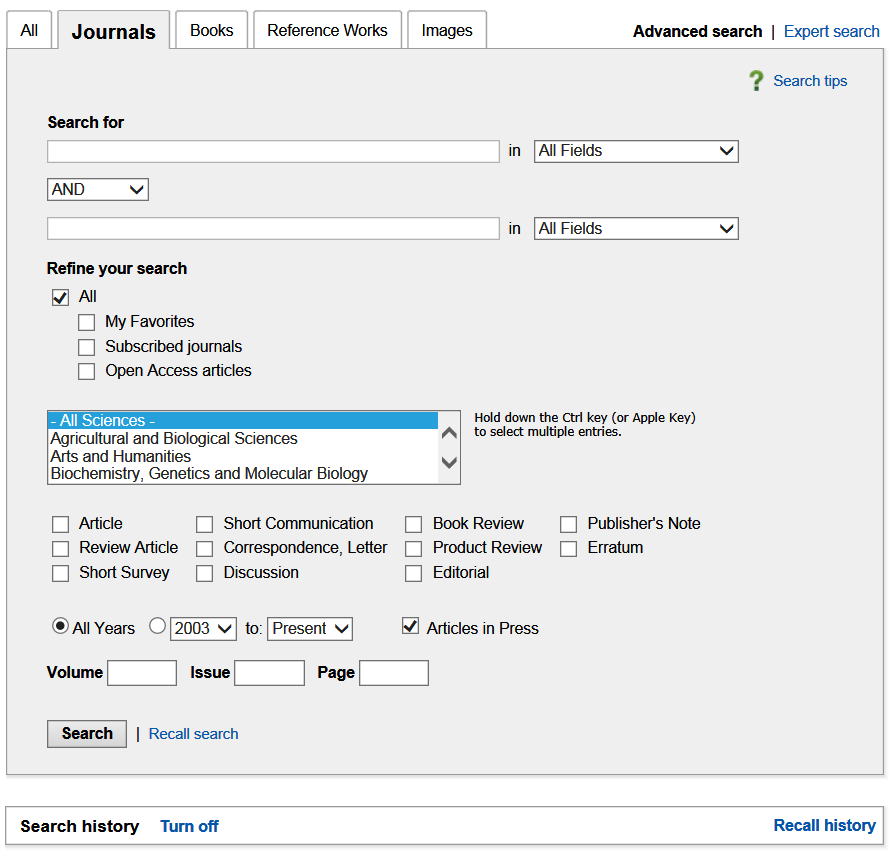 All Journals Books Reference Works Images Advanced search | Expert search
? Search tips
Search for
in All Fields
AND
in All Fields
Refine your search
All
My Favorites
Subscribed journals
Open Access articles
- All Sciences -
Agricultural and Biological Sciences
Arts and Humanities
Biochemistry, Genetics and Molecular Biology
Hold down the Ctrl key (or Apple Key)
to select multiple entries.
Article Short Communication Book Review Publisher's Note
Review Article Correspondence, Letter Product Review Erratum
Short Survey Discussion Editorial
All Years 2003 to: Present Articles in Press
Volume Issue Page
Search | Recall search
Search history Turn off Recall history